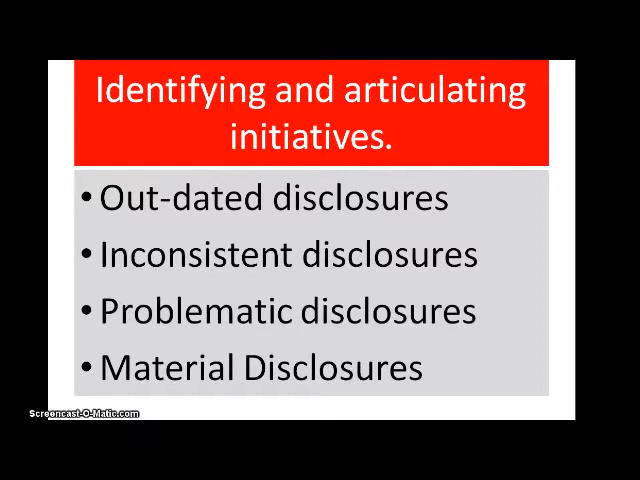 Identifying and articulating
initiatives.
• Out-dated disclosures
• Inconsistent disclosures
• Problematic disclosures
• Material Disclosures
Screencast-O-Matic.com